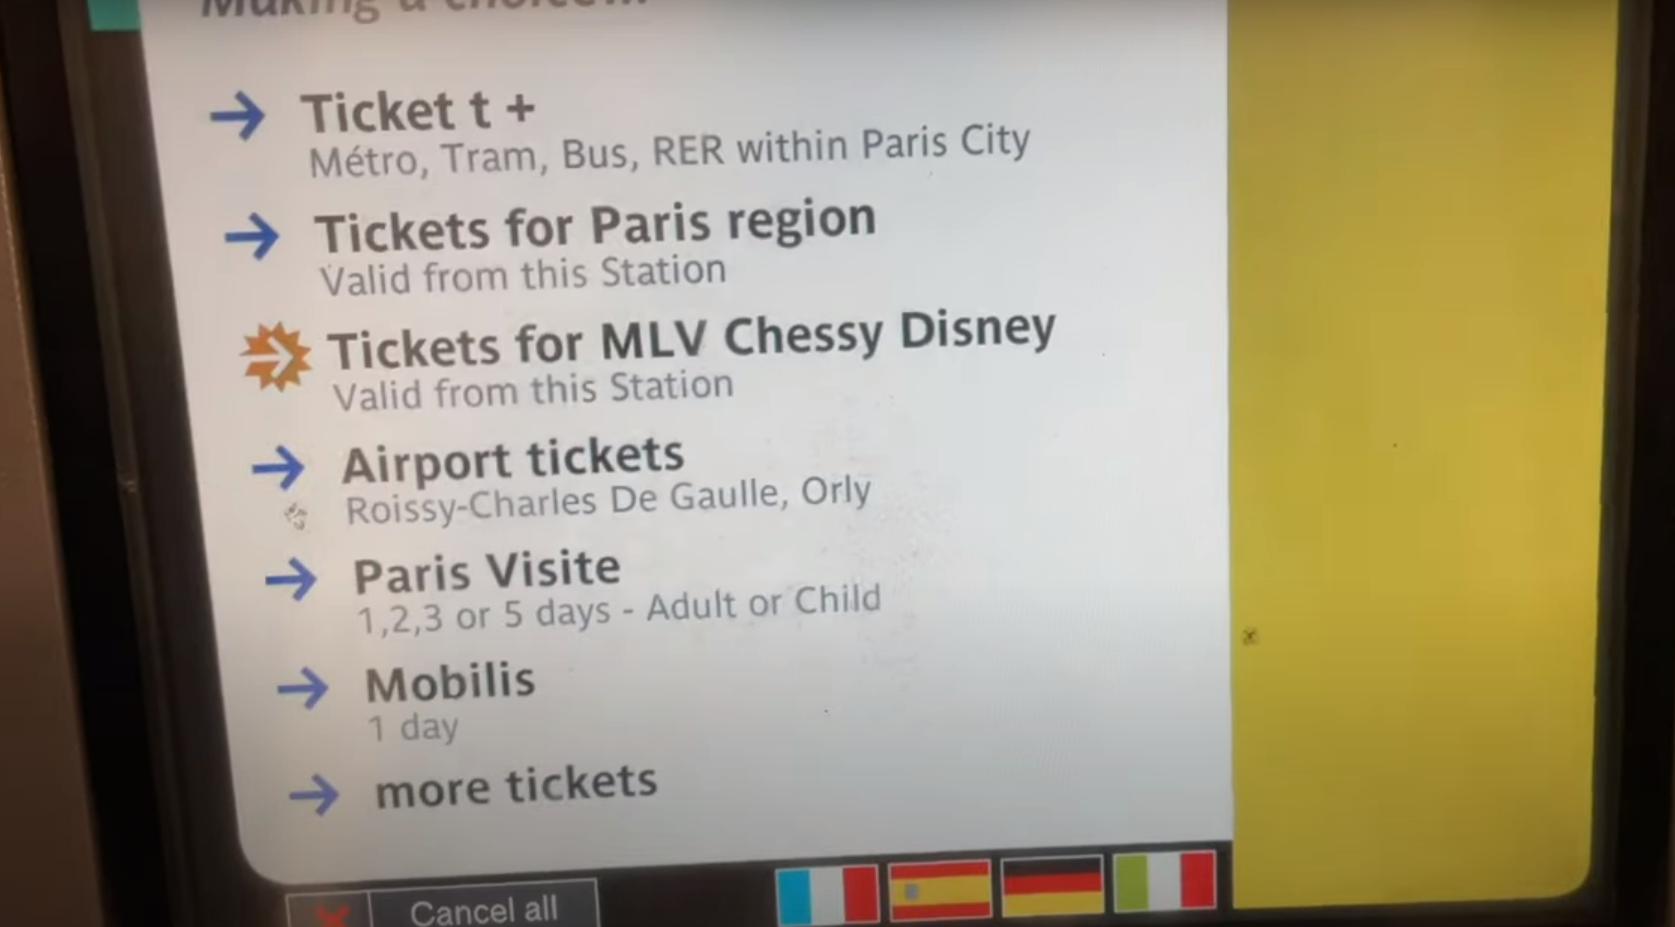 Making a choice...
Ticket t +
Métro, Tram, Bus, RER within Paris City
Tickets for Paris region
Valid from this Station
Tickets for MLV Chessy Disney
Valid from this Station
Airport tickets
Roissy-Charles De Gaulle, Orly
Paris Visite
1,2,3 or 5 days - Adult or Child
Mobilis
1 day
more tickets
Cancel all